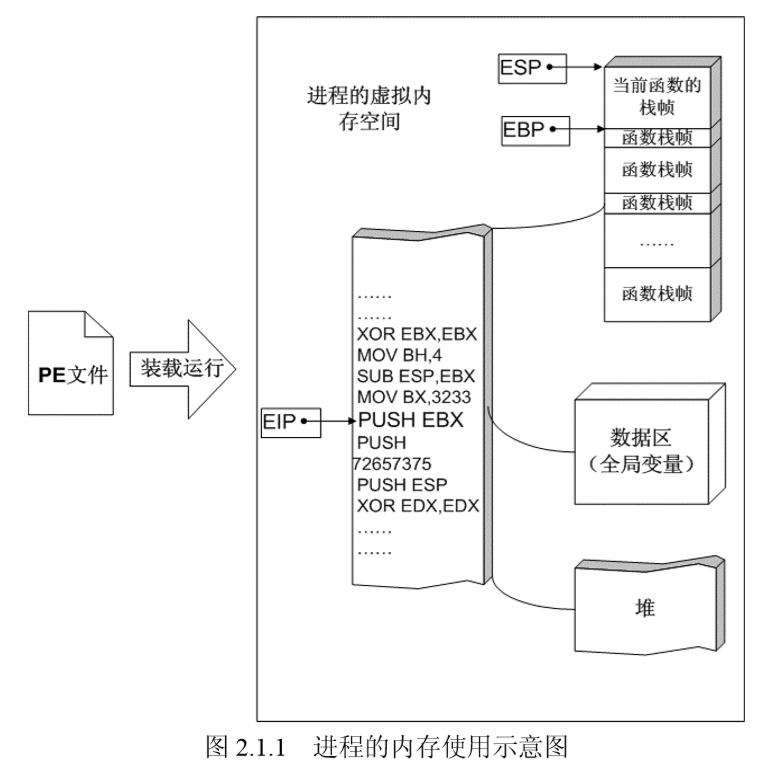 进程的虚拟内
存空间
ESP
当前函数的
栈帧
EBP
函数栈帧
函数栈帧
函数栈帧
……
函数栈帧
PE文件
装载运行
EIP
……
……
XOR EBX,EBX
MOV BH,4
SUB ESP,EBX
MOV BX,3233
PUSH EBX
PUSH
72657375
PUSH ESP
XOR EDX,EDX
……
……
数据区
（全局变量）
堆
图 2.1.1 进程的内存使用示意图